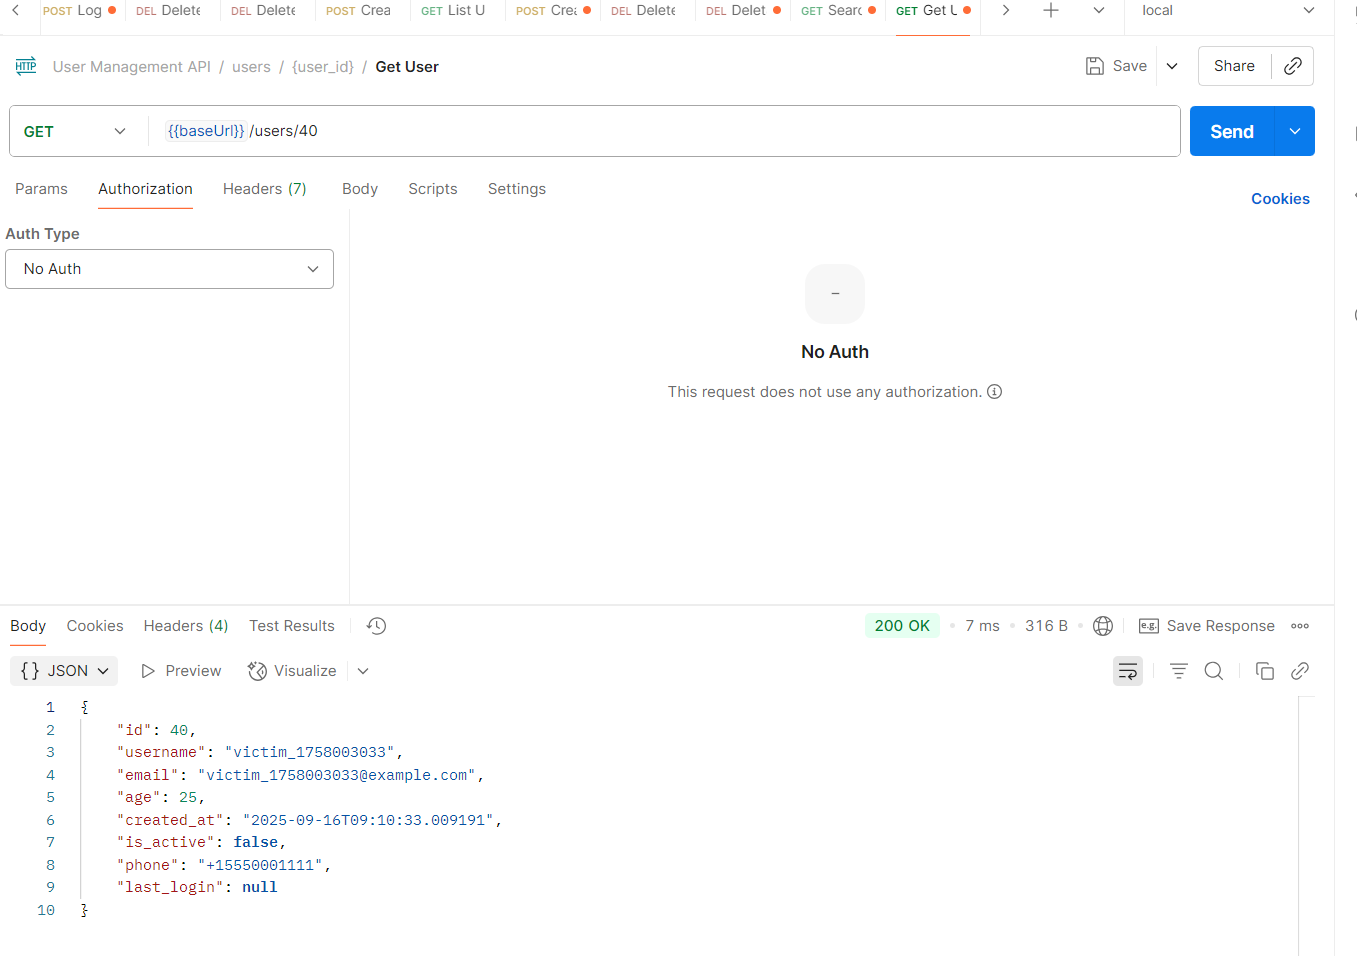 POST Log DEL Delete DEL Delete POST Crea GET List U POST Crea DEL Delete DEL Delet GET Searc GET Get U local
HTTP User Management API / users / {user_id} / Get User Save Share
GET {{baseUrl}} /users/40 Send
Params Authorization Headers (7) Body Scripts Settings Cookies
Auth Type
No Auth
No Auth
This request does not use any authorization.
Body Cookies Headers (4) Test Results 200 OK 7 ms 316 B e.g. Save Response
{} JSON Preview Visualize
1 {
2 "id": 40,
3 "username": "victim_1758003033",
4 "email": "victim_1758003033@example.com",
5 "age": 25,
6 "created_at": "2025-09-16T09:10:33.009191",
7 "is_active": false,
8 "phone": "+15550001111",
9 "last_login": null
10 }